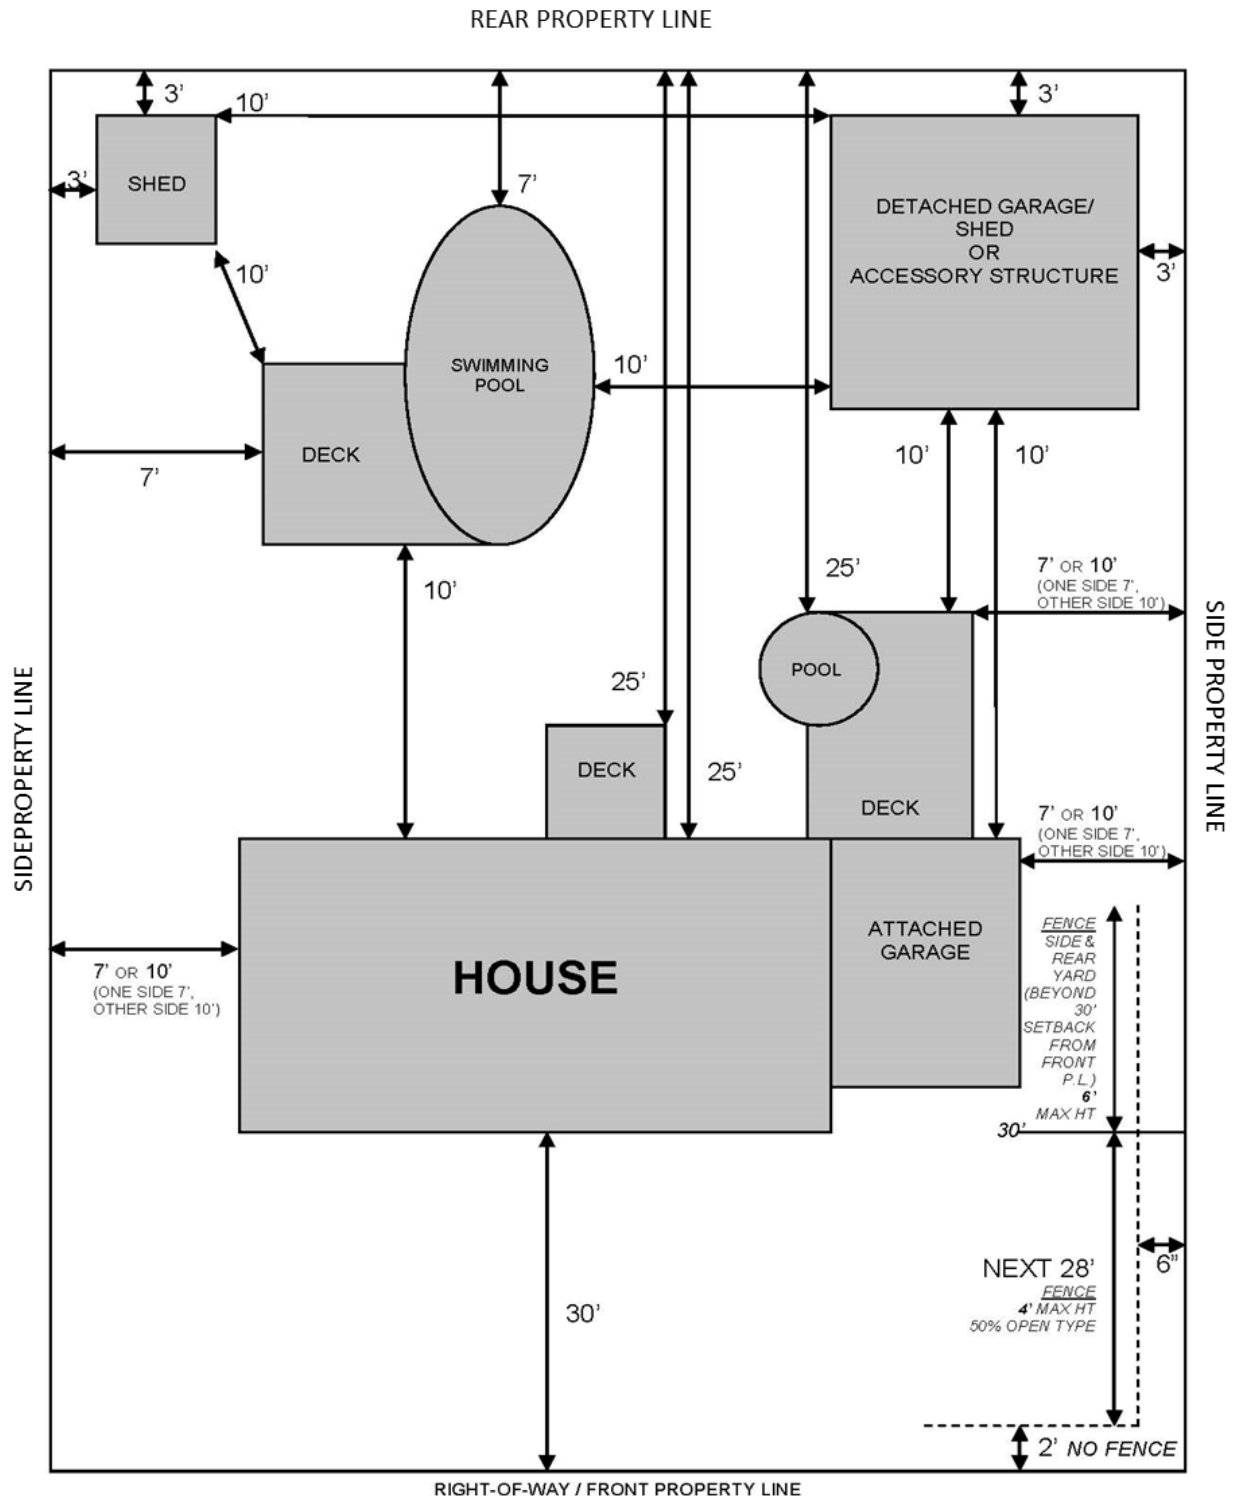 REAR PROPERTY LINE
3’
10’
3’
3’
SHED
7’
DETACHED GARAGE/
SHED
OR
ACCESSORY STRUCTURE
3’
10’
SWIMMING
POOL
10’
DECK
7’
10’
10’
10’
25’
7’ OR 10’
(ONE SIDE 7’,
OTHER SIDE 10’)
SIDE PROPERTY LINE
SIDEPROPERTY LINE
POOL
25’
DECK
25’
DECK
7’ OR 10’
(ONE SIDE 7’,
OTHER SIDE 10’)
ATTACHED
GARAGE
HOUSE
7’ OR 10’
(ONE SIDE 7’,
OTHER SIDE 10’)
FENCE
SIDE &
REAR
YARD
(BEYOND
30’
SETBACK
FROM
FRONT
P.L.)
6’
MAX HT
30’
NEXT 28’
FENCE
4’ MAX HT
50% OPEN TYPE
6”
30’
2’ NO FENCE
RIGHT-OF-WAY / FRONT PROPERTY LINE